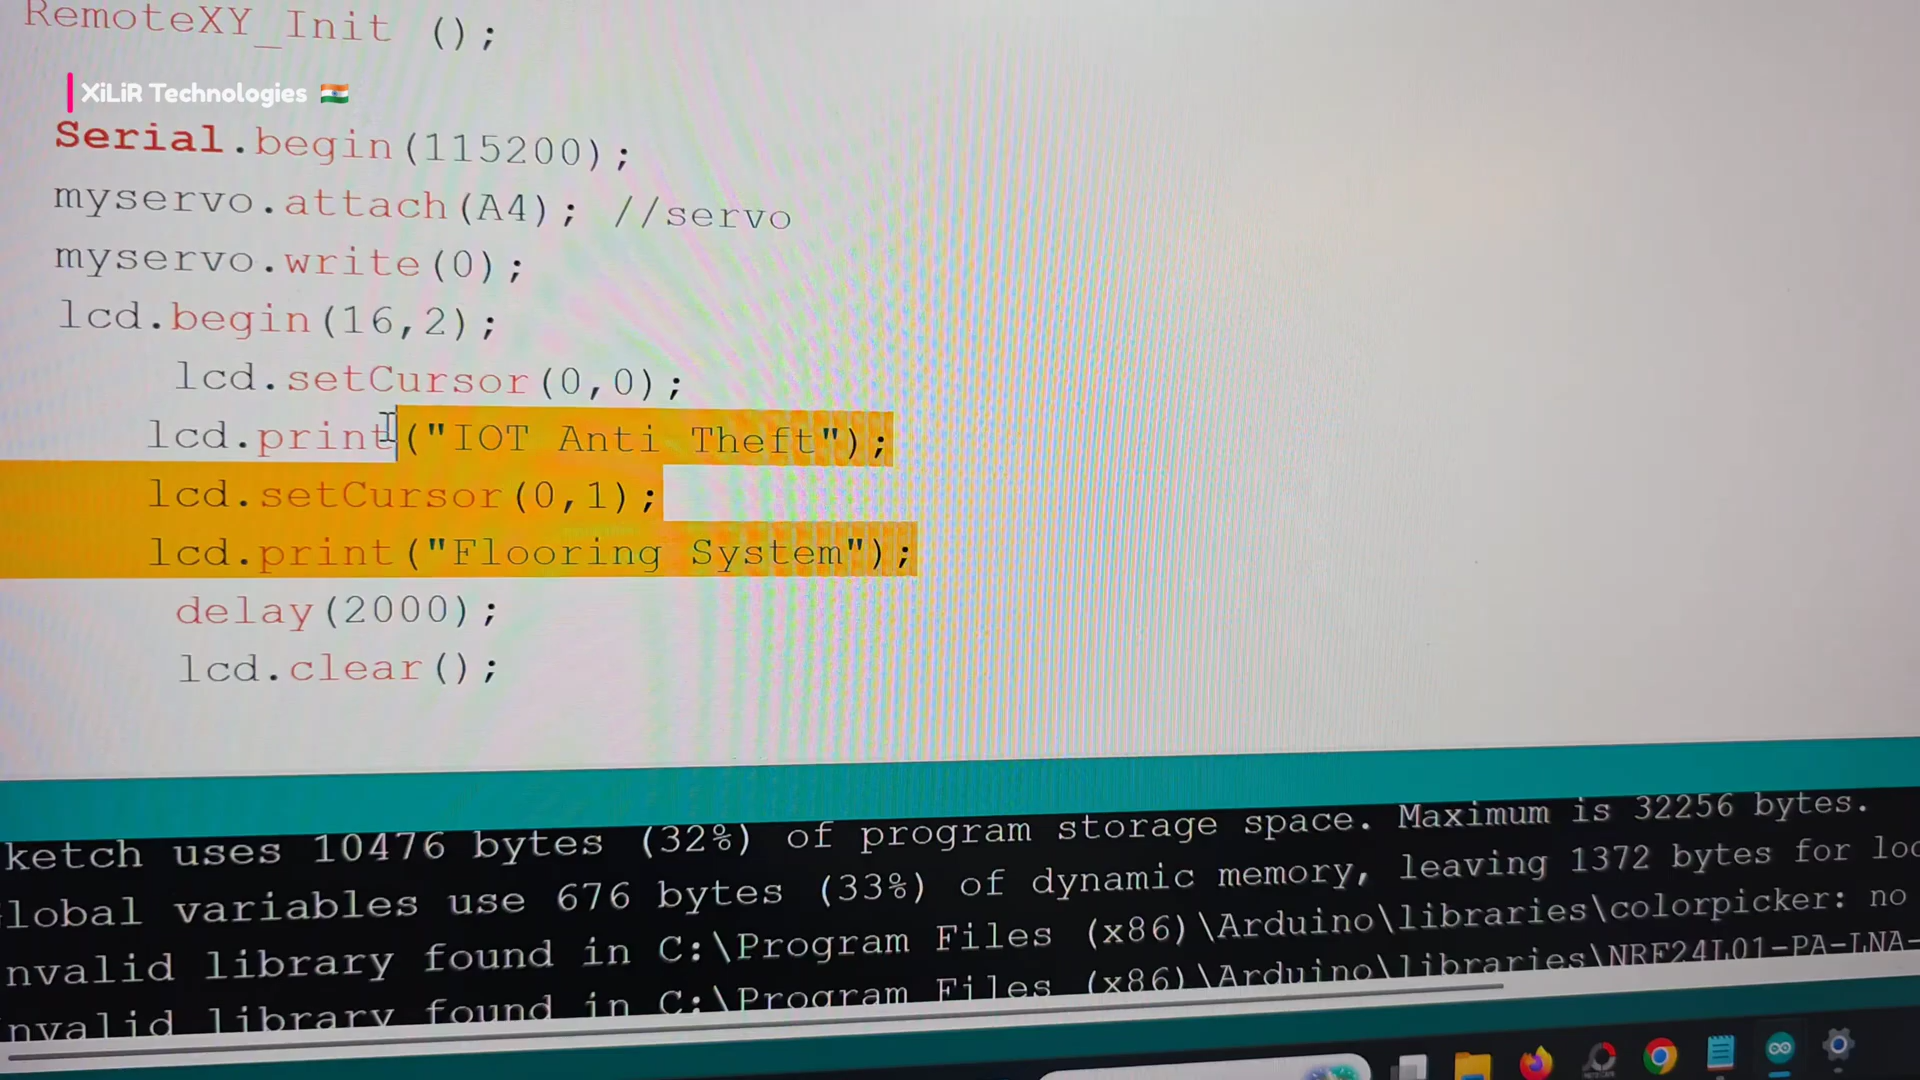 RemoteXY_Init ();
XiLiR Technologies
Serial.begin(115200);
myservo.attach(A4); //servo
myservo.write(0);
lcd.begin(16,2);
lcd.setCursor(0,0);
lcd.print("IOT Anti Theft");
lcd.setCursor(0,1);
lcd.print("Flooring System");
delay(2000);
lcd.clear();
ketch uses 10476 bytes (32%) of program storage space. Maximum is 32256 bytes.
lobal variables use 676 bytes (33%) of dynamic memory, leaving 1372 bytes for loc
nvalid library found in C:\Program Files (x86)\Arduino\libraries\colorpicker: no
nvalid library found in C:\Program Files (x86)\Arduino\libraries\NRF24L01-PA-LNA-